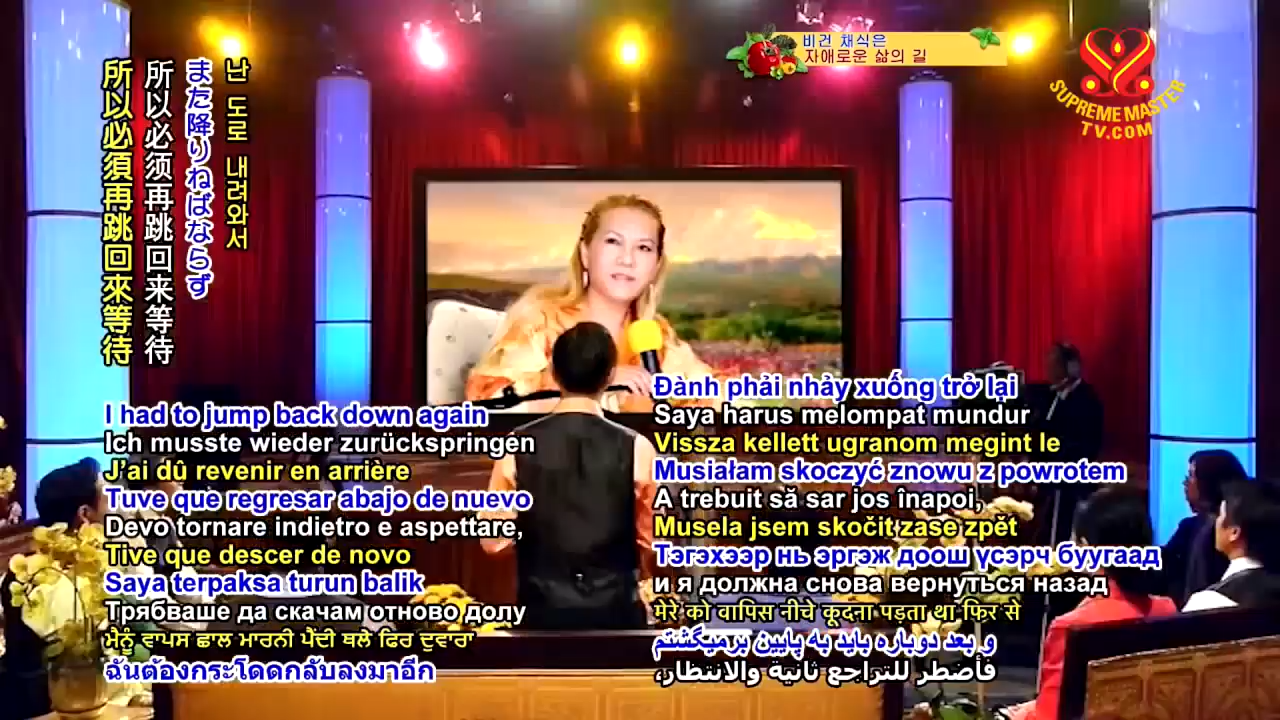 비건 채식은
자애로운 삶의 길
SUPREME MASTER
TV.COM
난 도로 내려와서
また降りねばならず
所以必须再跳回来等待
所以必須再跳回來等待
I had to jump back down again
Ich musste wieder zurückspringen
J'ai dû revenir en arrière
Tuve que regresar abajo de nuevo
Devo tornare indietro e aspettare,
Tive que descer de novo
Saya terpaksa turun balik
Трябваше да скачам отново долу
ਮੈਨੂੰ ਵਾਪਸ ਛਾਲ ਮਾਰਨੀ ਪੈਂਦੀ ਥਲੇ ਫਿਰ ਦੁਵਾਰਾ
ฉันต้องกระโดดกลับลงมาอีก
Đành phải nhảy xuống trở lại
Saya harus melompat mundur
Vissza kellett ugranom megint le
Musiałam skoczyć znowu z powrotem
A trebuit să sar jos înapoi,
Musela jsem skočit zase zpět
Тэгэхээр нь эргэж доош үсэрч буугаад
и я должна снова вернуться назад
मेरे को वापिस नीचे कूदना पड़ता था फ़िर से
و بعد دوباره باید به پایین برمیگشتم
فأضطر للتراجع ثانية والانتظار،